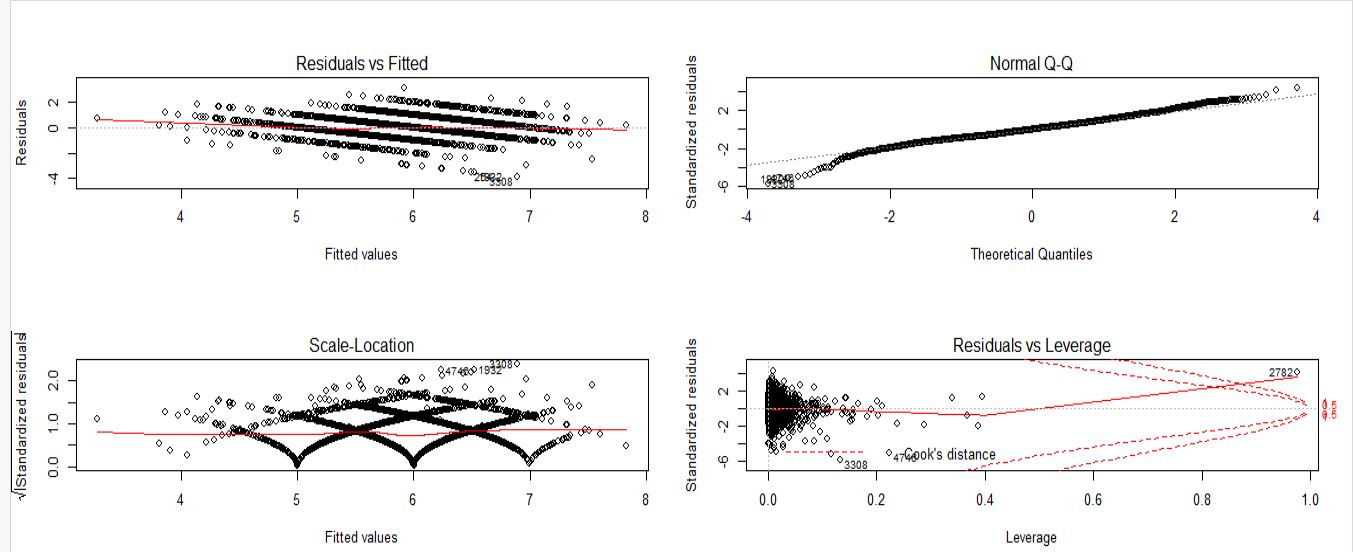 Residuals vs Fitted
Residuals
2
0
-4
3308
4 5 6 7 8
Fitted values
Normal Q-Q
Standardized residuals
2
-2
-6
3308
-4 -2 0 2 4
Theoretical Quantiles
Scale-Location
√|Standardized residuals|
2.0
1.0
0.0
3308
1932
4 5 6 7 8
Fitted values
Residuals vs Leverage
Standardized residuals
2
-2
-6
2782
Cook's distance
3308
0.0 0.2 0.4 0.6 0.8 1.0
Leverage